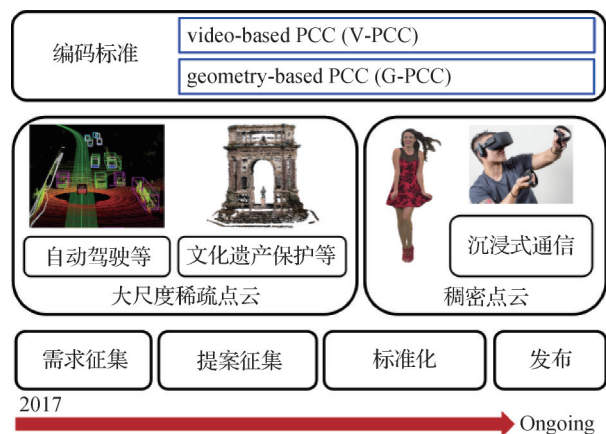 编码标准
video-based PCC (V-PCC)
geometry-based PCC (G-PCC)
自动驾驶等
文化遗产保护等
大尺度稀疏点云
沉浸式通信
稠密点云
需求征集
提案征集
标准化
发布
2017
Ongoing